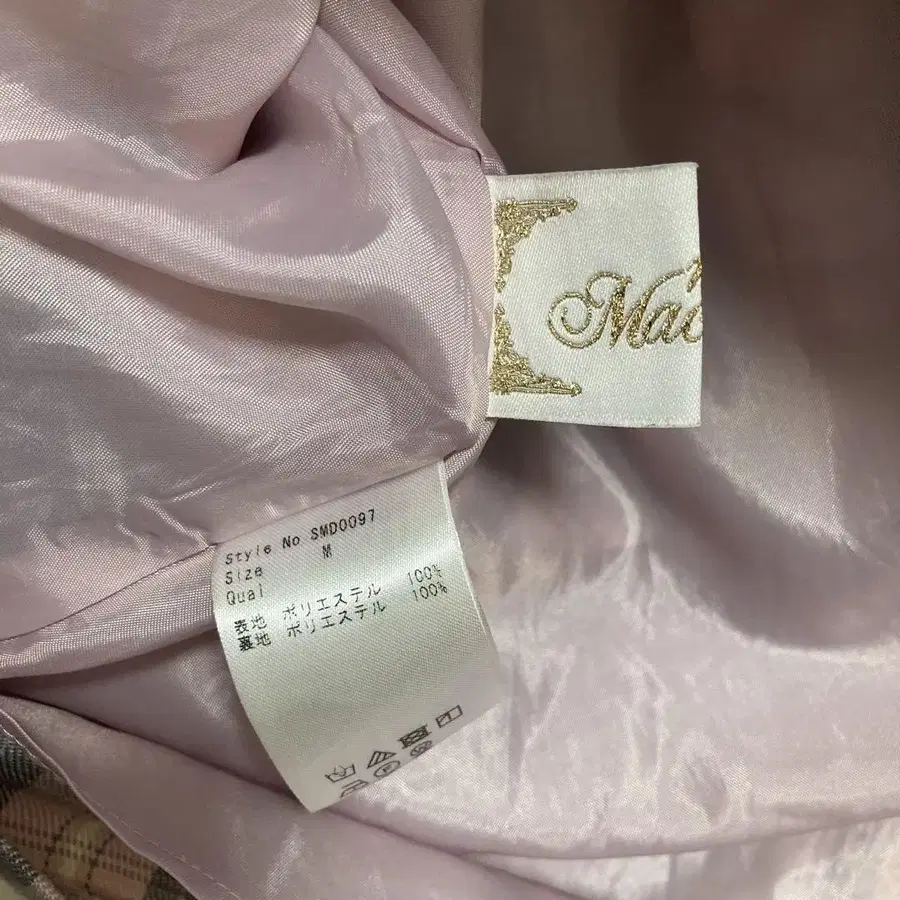 Mac
Style No SMD0097
Size M
Qual
表地 ポリエステル 100%
裏地 ポリエステル 100%